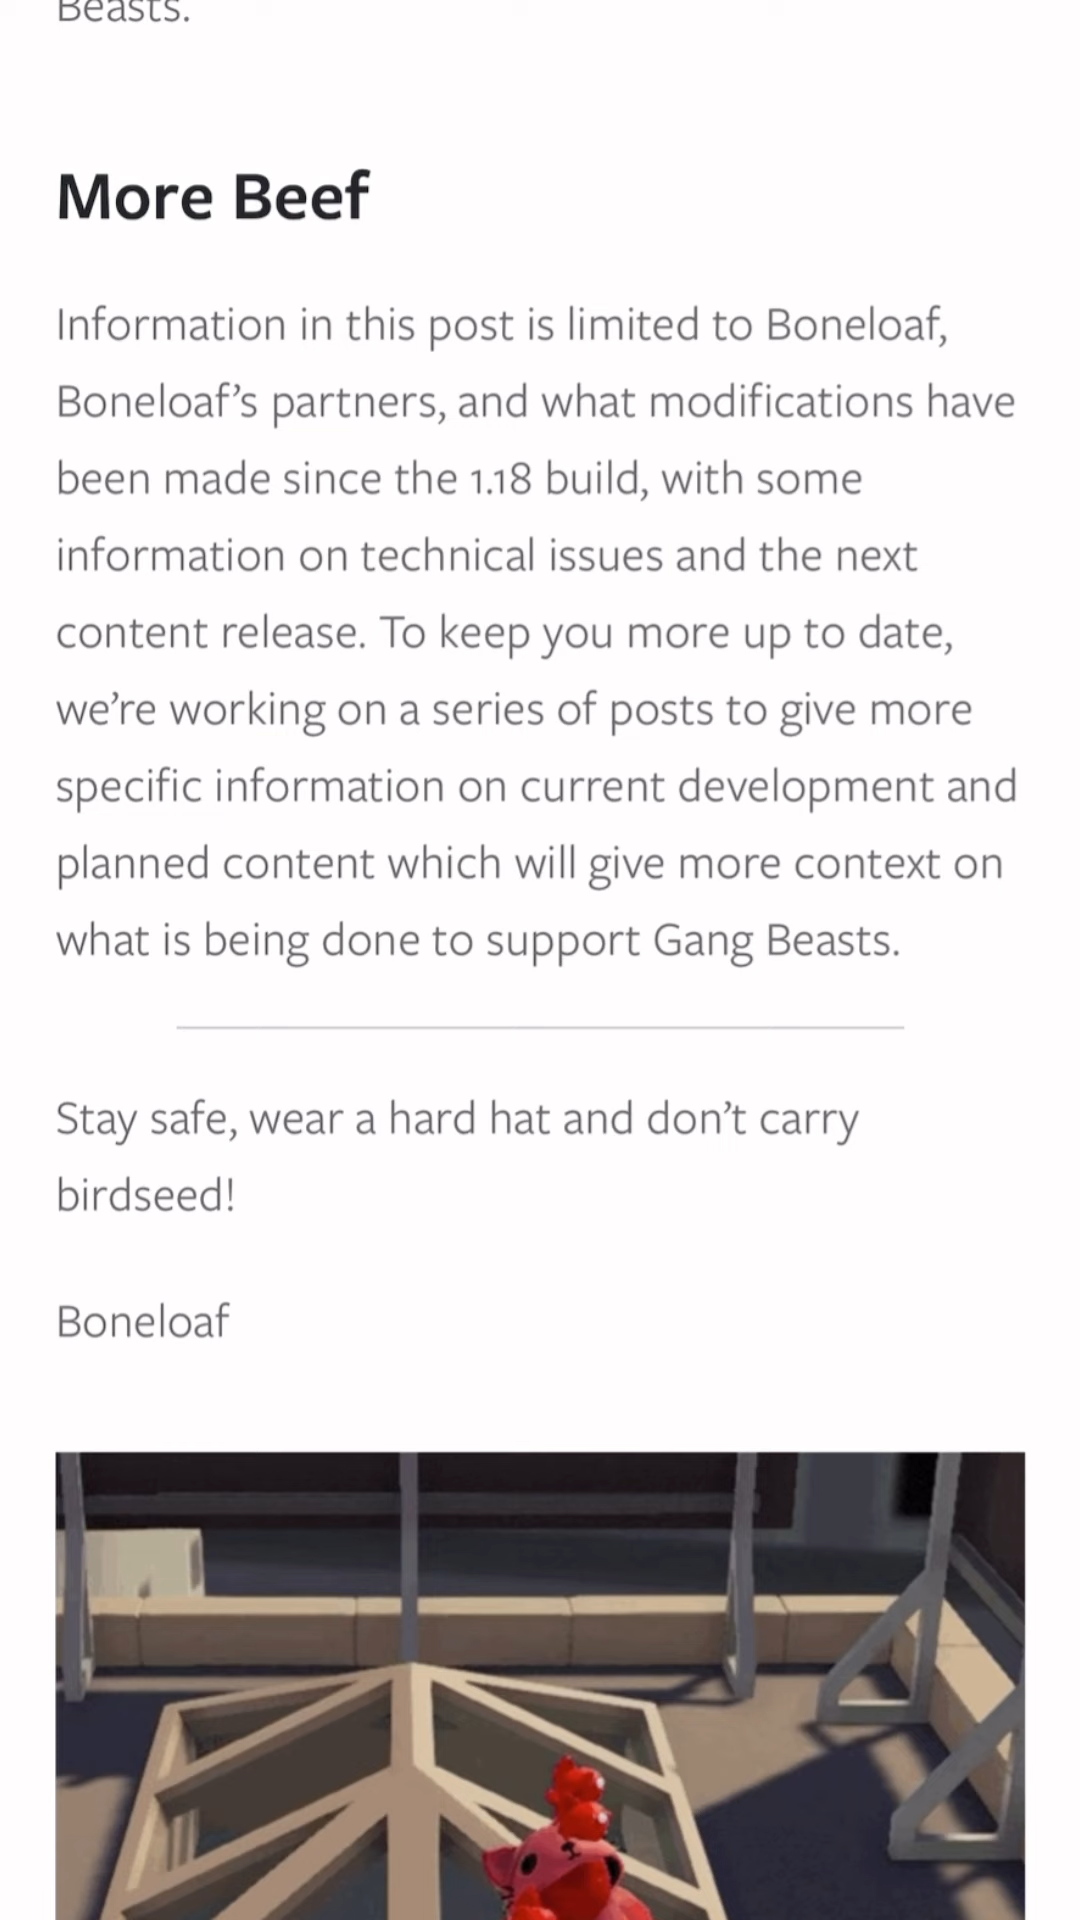 Beasts.
More Beef
Information in this post is limited to Boneloaf,
Boneloaf’s partners, and what modifications have
been made since the 1.18 build, with some
information on technical issues and the next
content release. To keep you more up to date,
we’re working on a series of posts to give more
specific information on current development and
planned content which will give more context on
what is being done to support Gang Beasts.
Stay safe, wear a hard hat and don’t carry
birdseed!
Boneloaf